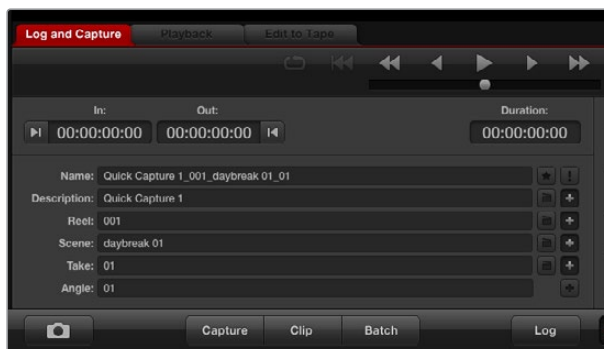 Log and Capture Playback Edit to Tape
In: Out: Duration:
00:00:00:00 00:00:00:00 00:00:00:00
Name: Quick Capture 1_001_daybreak 01_01
Description: Quick Capture 1
Reel: 001
Scene: daybreak 01
Take: 01
Angle: 01
Capture Clip Batch Log